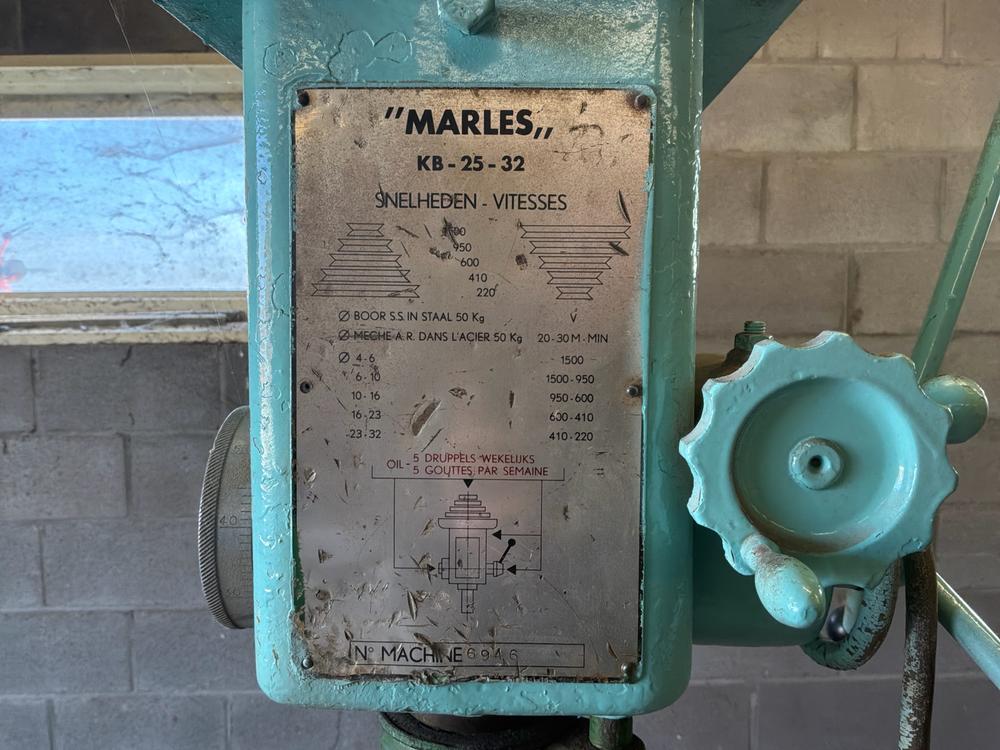 "MARLES„
KB - 25 - 32
SNELHEDEN - VITESSES
1500
950
600
410
220
Ø BOOR S.S. IN STAAL 50 Kg V
Ø MECHE A.R. DANS L'ACIER 50 Kg 20 - 30 M - MIN
Ø 4 - 6 1500
6 - 10 1500 - 950
10 - 16 950 - 600
16 - 23 600 - 410
23 - 32 410 - 220
OIL - 5 DRUPPELS WEKELIJKS
5 GOUTTES PAR SEMAINE
N° MACHINE 6946
40